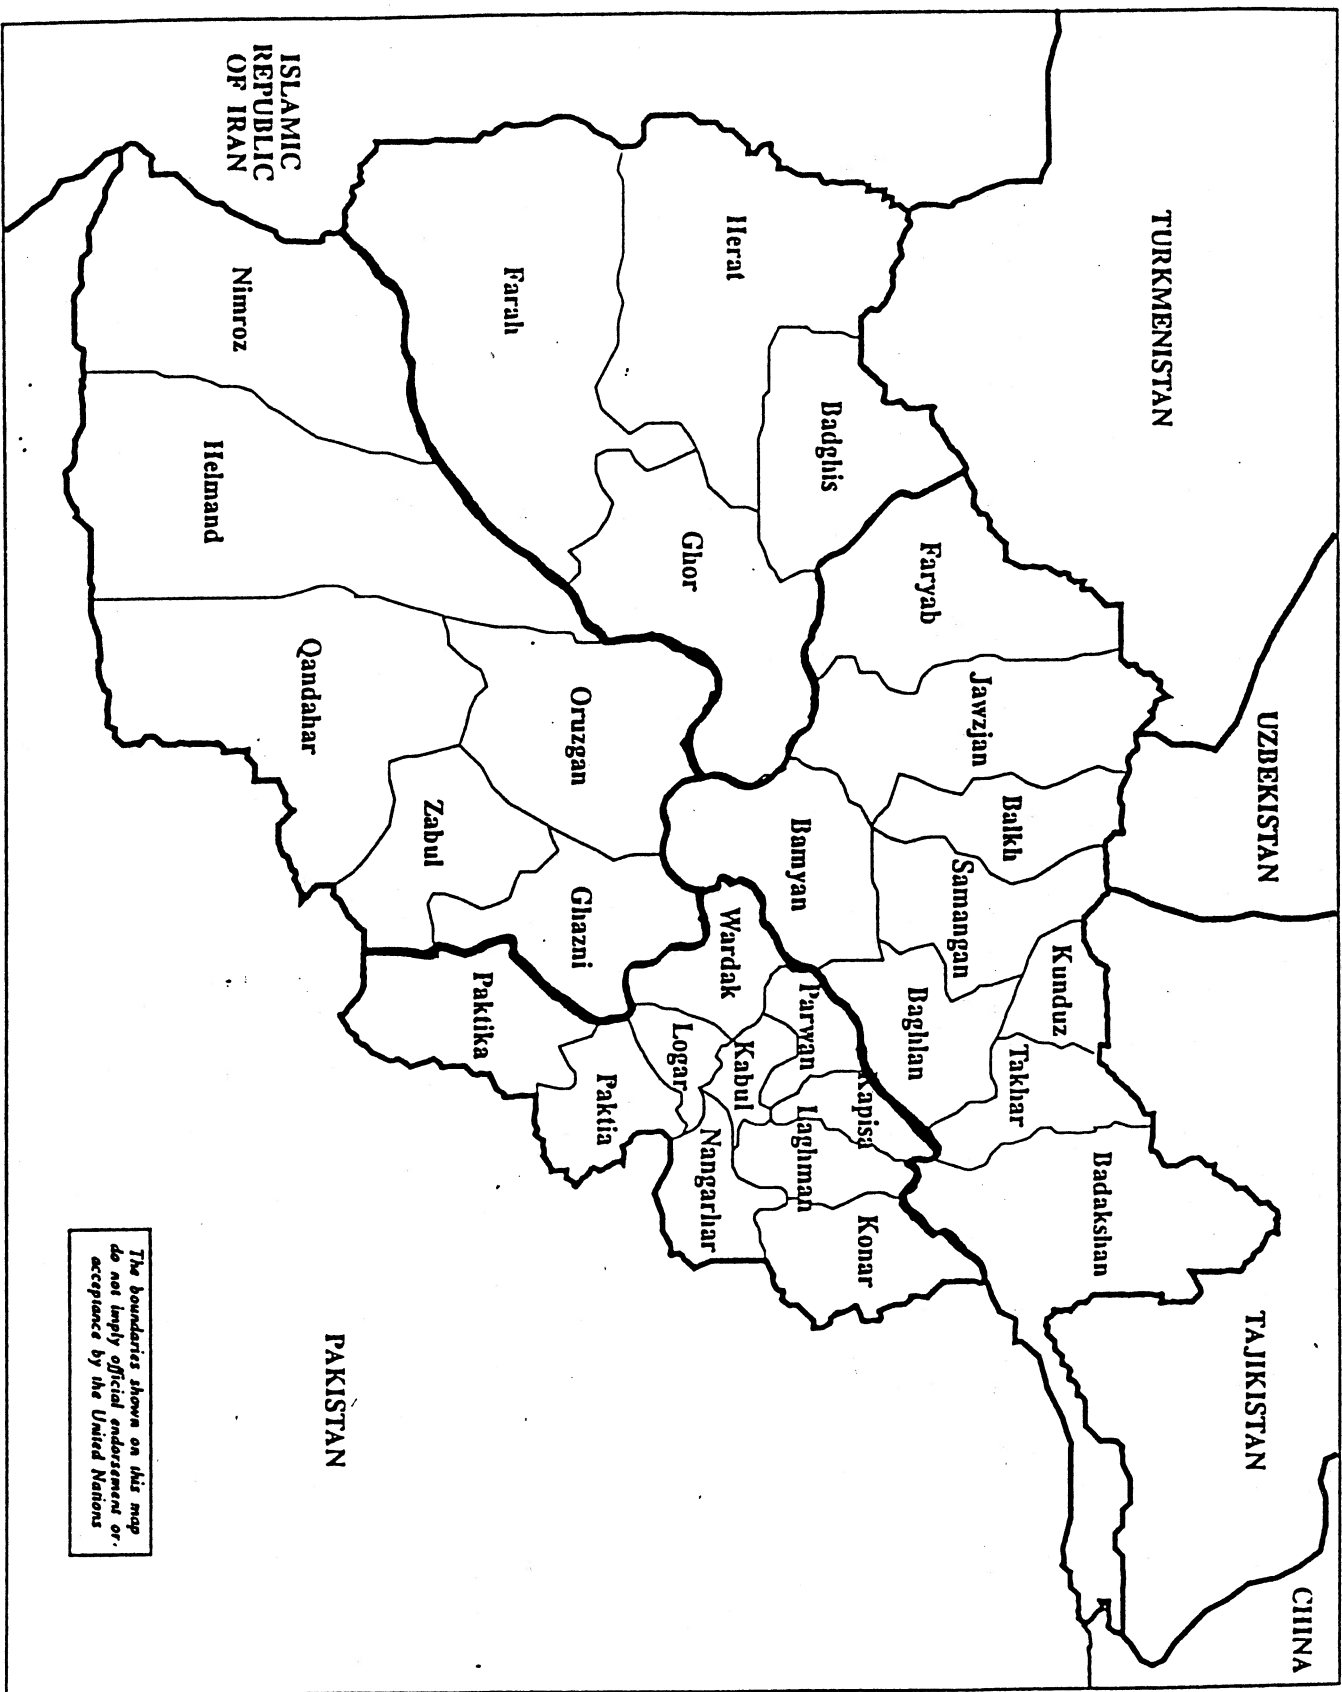 TURKMENISTAN
UZBEKISTAN
TAJIKISTAN
CHINA
ISLAMIC
REPUBLIC
OF IRAN
PAKISTAN
Herat
Badghis
Faryab
Jawzjan
Balkh
Samangan
Kunduz
Takhar
Badakshan
Baghlan
Farah
Ghor
Bamyan
Parwan
Kapisa
Laghman
Konar
Wardak
Kabul
Logar
Nangarhar
Nimroz
Helmand
Qandahar
Oruzgan
Zabul
Ghazni
Paktika
Paktia
The boundaries shown on this map
do not imply official endorsement or.
acceptance by the United Nations